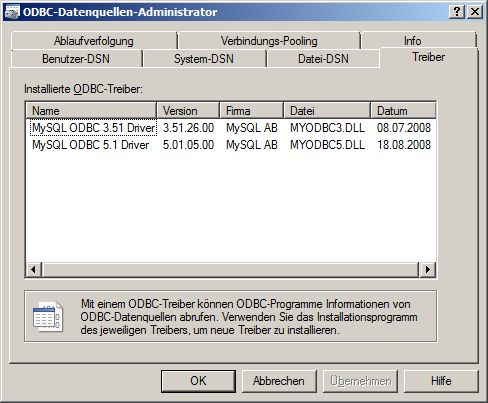 ODBC-Datenquellen-Administrator
Ablaufverfolgung Verbindungs-Pooling Info
Benutzer-DSN System-DSN Datei-DSN Treiber
Installierte ODBC-Treiber:
Name Version Firma Datei Datum
MySQL ODBC 3.51 Driver 3.51.26.00 MySQL AB MYODBC3.DLL 08.07.2008
MySQL ODBC 5.1 Driver 5.01.05.00 MySQL AB MYODBC5.DLL 18.08.2008
Mit einem ODBC-Treiber können ODBC-Programme Informationen von
ODBC-Datenquellen abrufen. Verwenden Sie das Installationsprogramm
des jeweiligen Treibers, um neue Treiber zu installieren.
OK Abbrechen Übernehmen Hilfe